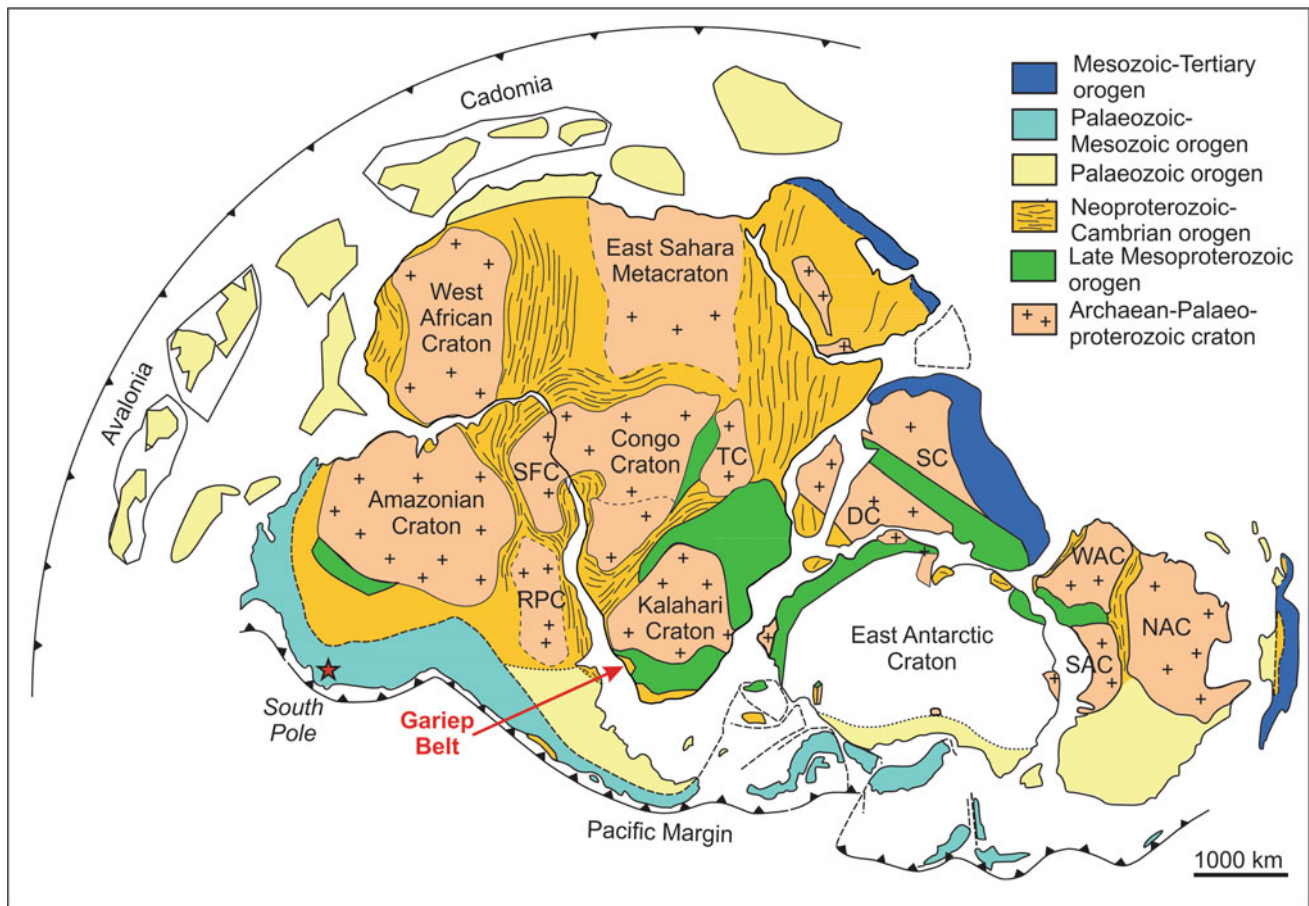 Cadomia
Avalonia
Mesozoic-Tertiary
orogen
Palaeozoic-
Mesozoic orogen
Palaeozoic orogen
Neoproterozoic-
Cambrian orogen
Late Mesoproterozoic
orogen
Archaean-Palaeo-
proterozoic craton
West
African
Craton
East Sahara
Metacraton
Amazonian
Craton
SFC
Congo
Craton
TC
SC
DC
RPC
Kalahari
Craton
East Antarctic
Craton
WAC
NAC
SAC
South
Pole
Gariep
Belt
Pacific Margin
1000 km